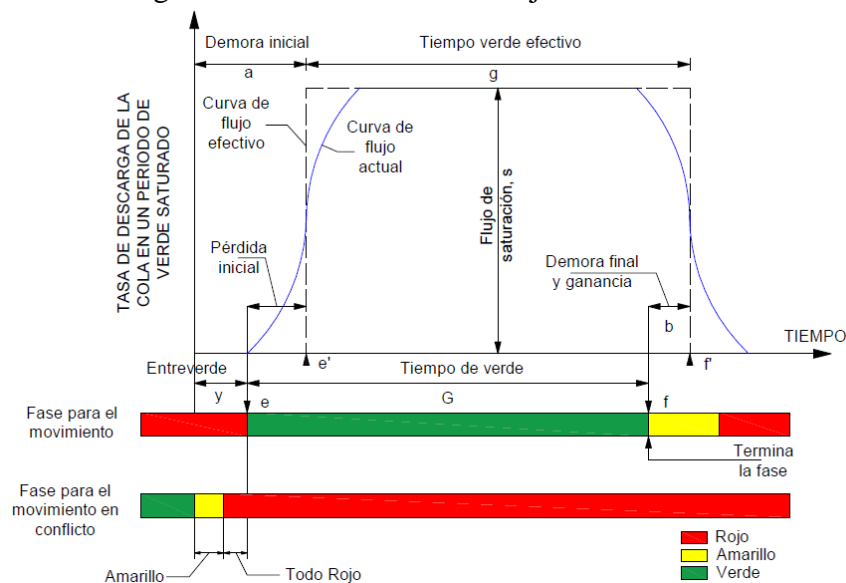 Demora inicial
Tiempo verde efectivo
a
g
TASA DE DESCARGA DE LA
COLA EN UN PERIODO DE
VERDE SATURADO
Curva de
flujo
efectivo
Curva de
flujo
actual
Flujo de
saturación, s
Pérdida
inicial
Demora final
y ganancia
b
TIEMPO
e'
f'
Entreverde
Tiempo de verde
y
e
G
f
Fase para el
movimiento
Termina
la fase
Fase para el
movimiento en
conflicto
Amarillo
Todo Rojo
Rojo
Amarillo
Verde